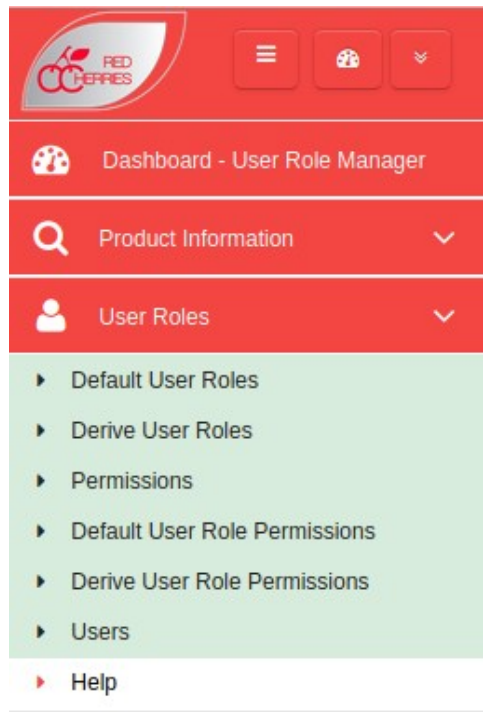 RED
CHERRIES
Dashboard - User Role Manager
Product Information
User Roles
Default User Roles
Derive User Roles
Permissions
Default User Role Permissions
Derive User Role Permissions
Users
Help